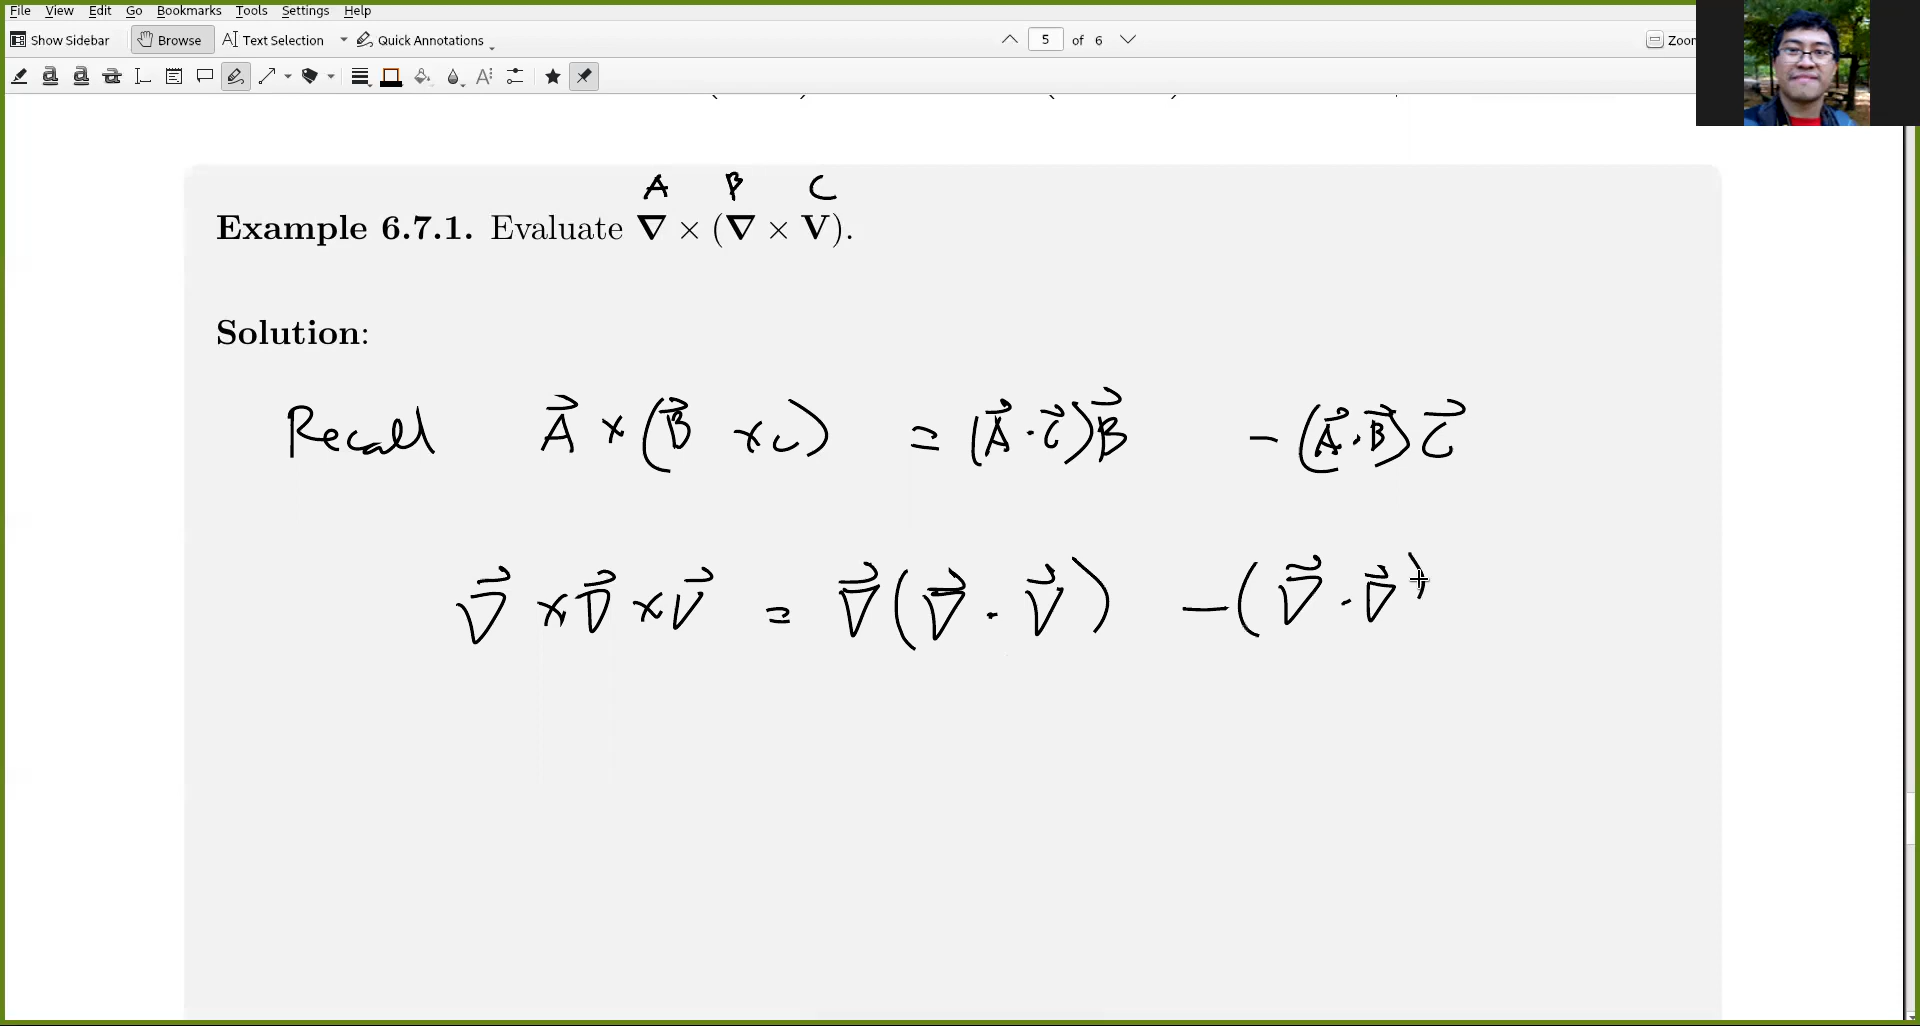 File View Edit Go Bookmarks Tools Settings Help
Show Sidebar Browse Text Selection Quick Annotations 5 of 6 Zoo
A B C
Example 6.7.1. Evaluate ∇ × (∇ × V).
Solution:
Recall A⃗ × (B⃗ × C) = (A⃗ · C⃗)B⃗ − (A⃗ · B⃗)C⃗
∇⃗ × ∇⃗ × V⃗ = ∇⃗(∇⃗ · V⃗) − (∇⃗ · ∇⃗)